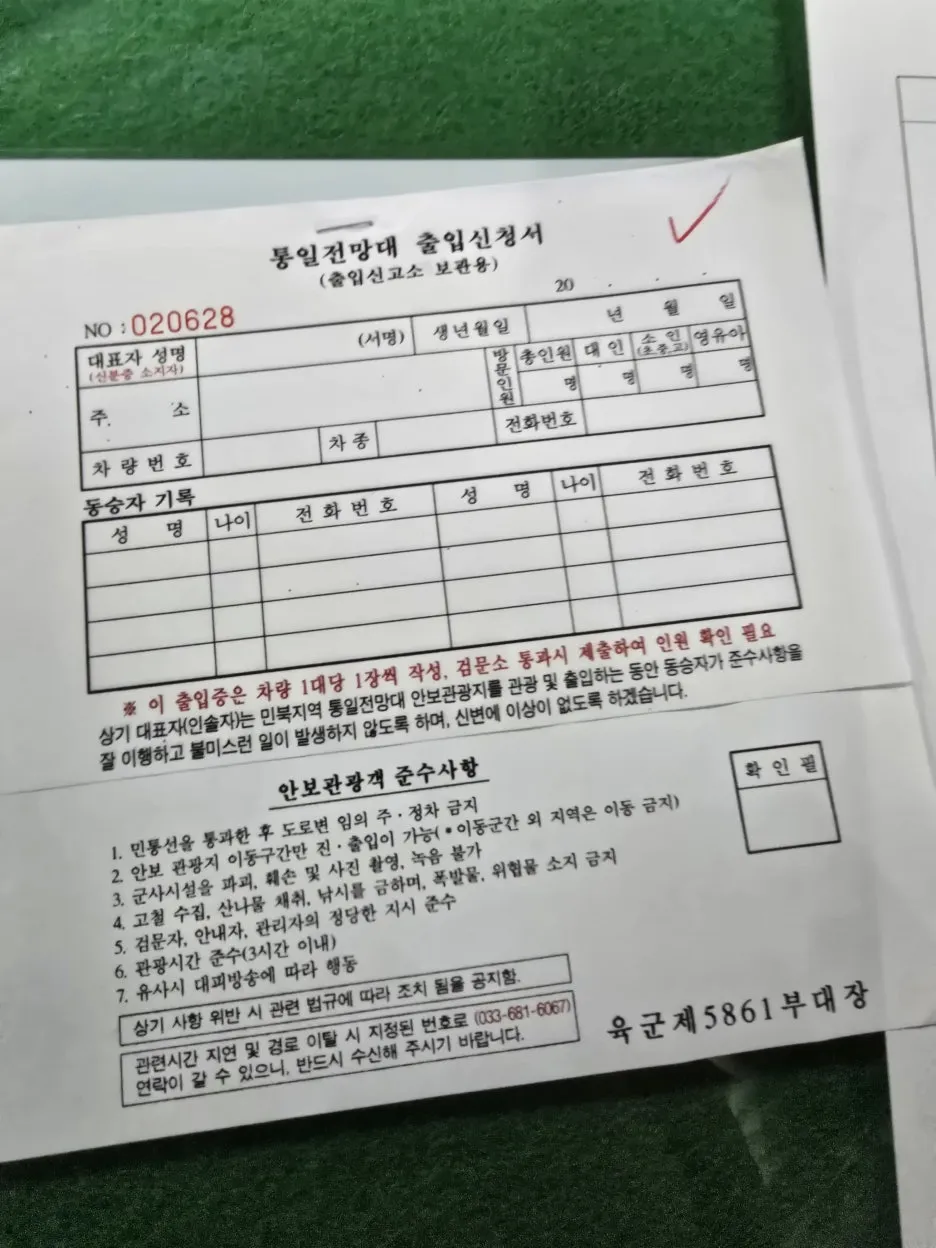 통일전망대 출입신청서
(출입신고소 보관용)
NO : 020628
20 . . .
대표자 성명
(신분증 소지자)
(서명)
생년월일
년 월 일
주 소
방문인원
총인원
대 인
소 인
(초중고)
영유아
명
명
명
명
차량번호
차 종
전화번호
동승자 기록
성 명 나이 전 화 번 호 성 명 나이 전 화 번 호
※ 이 출입증은 차량 1대당 1장씩 작성, 검문소 통과시 제출하여 인원 확인 필요
상기 대표자(인솔자)는 민북지역 통일전망대 안보관광지를 관광 및 출입하는 동안 동승자가 준수사항을
잘 이행하고 불미스런 일이 발생하지 않도록 하며, 신변에 이상이 없도록 하겠습니다.
안보관광객 준수사항
확 인 필
1. 민통선을 통과한 후 도로변 임의 주·정차 금지
2. 안보 관광지 이동구간만 진·출입이 가능(•이동군간 외 지역은 이동 금지)
3. 군사시설을 파괴, 훼손 및 사진 촬영, 녹음 불가
4. 고철 수집, 산나물 채취, 낚시를 금하며, 폭발물, 위협물 소지 금지
5. 검문자, 안내자, 관리자의 정당한 지시 준수
6. 관광시간 준수(3시간 이내)
7. 유사시 대피방송에 따라 행동
상기 사항 위반 시 관련 법규에 따라 조치 됨을 공지함.
관련시간 지연 및 경로 이탈 시 지정된 번호로 (033-681-6067)
연락이 갈 수 있으니, 반드시 수신해 주시기 바랍니다.
육군제5861부대장